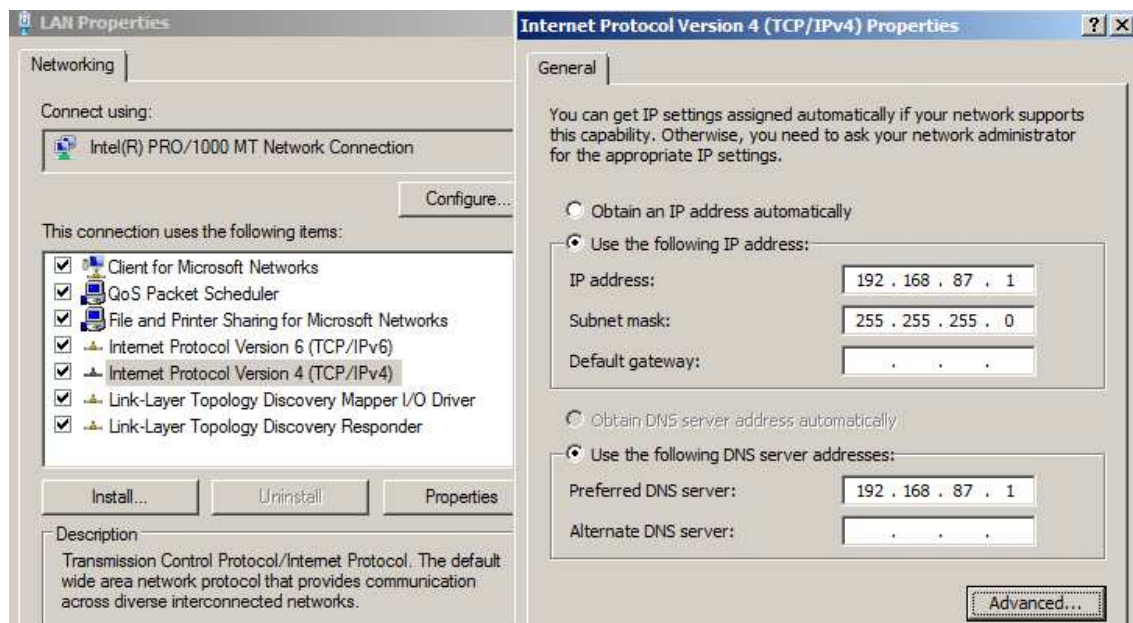 LAN Properties
Networking
Connect using:
Intel(R) PRO/1000 MT Network Connection
Configure...
This connection uses the following items:
Client for Microsoft Networks
QoS Packet Scheduler
File and Printer Sharing for Microsoft Networks
Internet Protocol Version 6 (TCP/IPv6)
Internet Protocol Version 4 (TCP/IPv4)
Link-Layer Topology Discovery Mapper I/O Driver
Link-Layer Topology Discovery Responder
Install...
Uninstall
Properties
Description
Transmission Control Protocol/Internet Protocol. The default
wide area network protocol that provides communication
across diverse interconnected networks.
Internet Protocol Version 4 (TCP/IPv4) Properties
General
You can get IP settings assigned automatically if your network supports
this capability. Otherwise, you need to ask your network administrator
for the appropriate IP settings.
Obtain an IP address automatically
Use the following IP address:
IP address: 192 . 168 . 87 . 1
Subnet mask: 255 . 255 . 255 . 0
Default gateway: . . .
Obtain DNS server address automatically
Use the following DNS server addresses:
Preferred DNS server: 192 . 168 . 87 . 1
Alternate DNS server: . . .
Advanced...